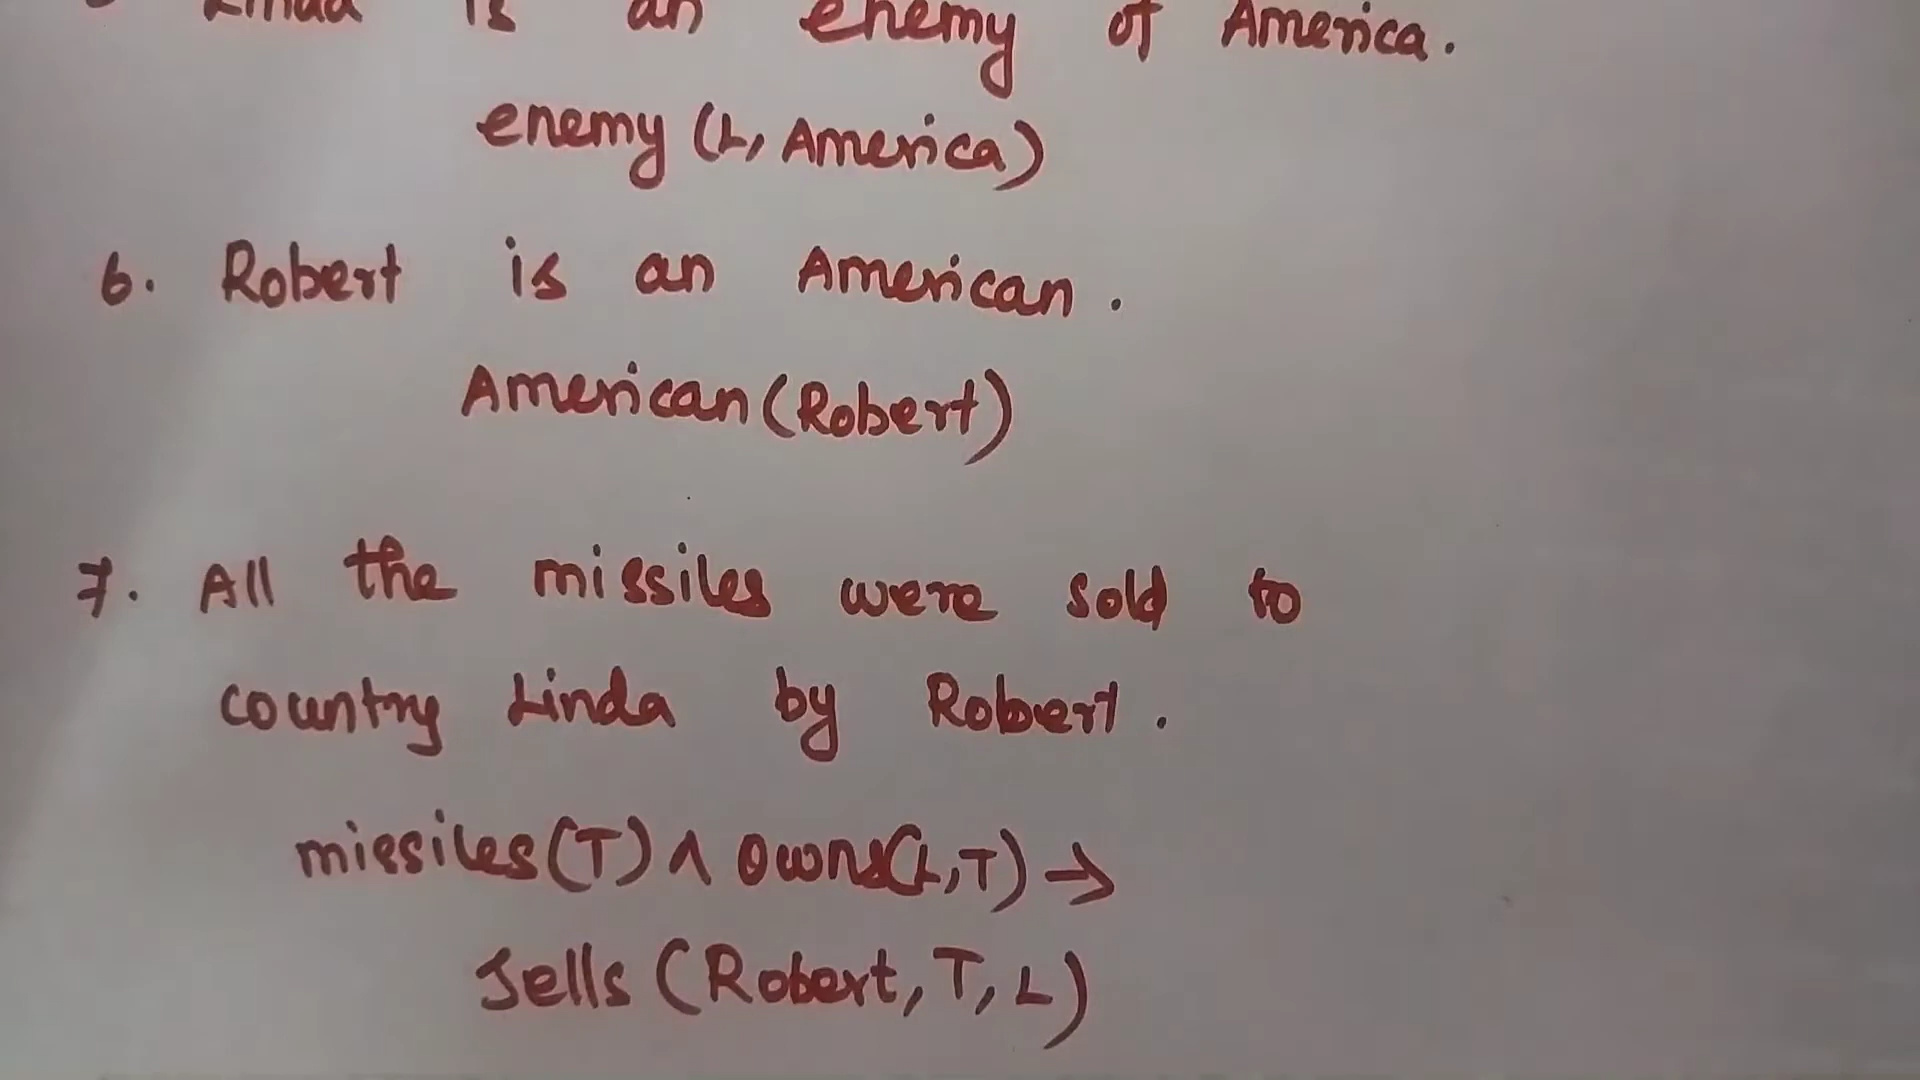 Linda is an enemy of America.
enemy (L, America)
6. Robert is an American.
American (Robert)
7. All the missiles were sold to
country Linda by Robert.
missiles(T) ∧ Owns(L,T) →
Sells (Robert, T, L)